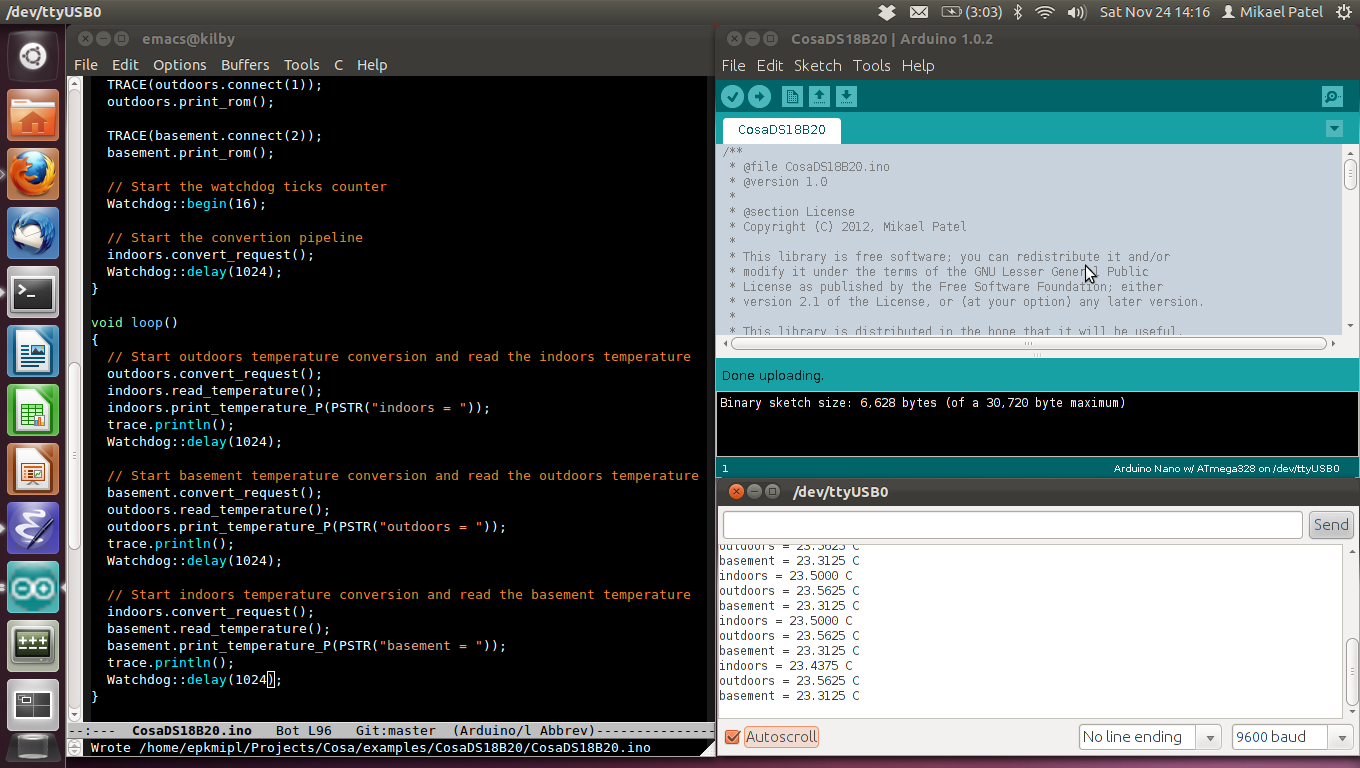 /dev/ttyUSB0
(3:03)
Sat Nov 24 14:16
Mikael Patel
emacs@kilby
File Edit Options Buffers Tools C Help
TRACE(outdoors.connect(1));
outdoors.print_rom();
TRACE(basement.connect(2));
basement.print_rom();
// Start the watchdog ticks counter
Watchdog::begin(16);
// Start the convertion pipeline
indoors.convert_request();
Watchdog::delay(1024);
}
void loop()
{
// Start outdoors temperature conversion and read the indoors temperature
outdoors.convert_request();
indoors.read_temperature();
indoors.print_temperature_P(PSTR("indoors = "));
trace.println();
Watchdog::delay(1024);
// Start basement temperature conversion and read the outdoors temperature
basement.convert_request();
outdoors.read_temperature();
outdoors.print_temperature_P(PSTR("outdoors = "));
trace.println();
Watchdog::delay(1024);
// Start indoors temperature conversion and read the basement temperature
indoors.convert_request();
basement.read_temperature();
basement.print_temperature_P(PSTR("basement = "));
trace.println();
Watchdog::delay(1024);
}
--:--- CosaDS18B20.ino Bot L96 Git:master (Arduino/l Abbrev)---------------
Wrote /home/epkmipl/Projects/Cosa/examples/CosaDS18B20/CosaDS18B20.ino
CosaDS18B20 | Arduino 1.0.2
File Edit Sketch Tools Help
CosaDS18B20
/**
* @file CosaDS18B20.ino
* @version 1.0
*
* @section License
* Copyright (C) 2012, Mikael Patel
*
* This library is free software; you can redistribute it and/or
* modify it under the terms of the GNU Lesser General Public
* License as published by the Free Software Foundation; either
* version 2.1 of the License, or (at your option) any later version.
*
* This library is distributed in the hope that it will be useful,
Done uploading.
Binary sketch size: 6,628 bytes (of a 30,720 byte maximum)
1
Arduino Nano w/ ATmega328 on /dev/ttyUSB0
/dev/ttyUSB0
Send
outdoors = 23.5625 C
basement = 23.3125 C
indoors = 23.5000 C
outdoors = 23.5625 C
basement = 23.3125 C
indoors = 23.5000 C
outdoors = 23.5625 C
basement = 23.3125 C
indoors = 23.4375 C
outdoors = 23.5625 C
basement = 23.3125 C
Autoscroll
No line ending
9600 baud